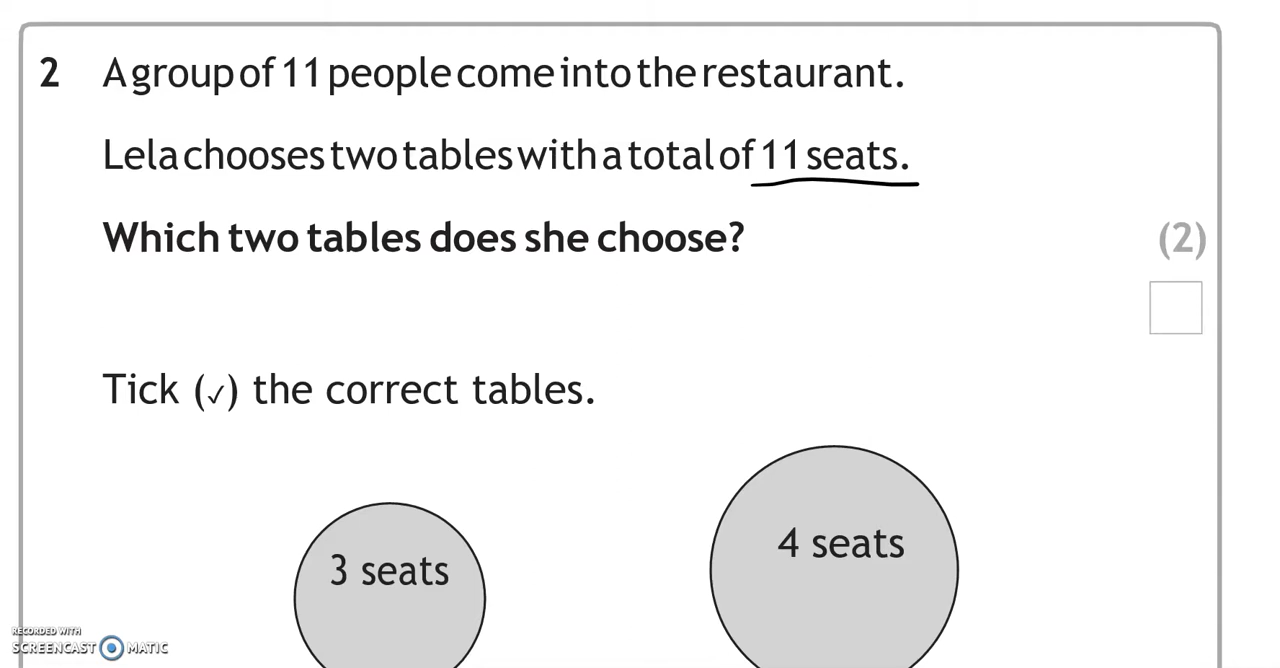 2 A group of 11 people come into the restaurant.
Lela chooses two tables with a total of 11 seats.
Which two tables does she choose? (2)
Tick (✓) the correct tables.
4 seats
3 seats
RECORDED WITH
SCREENCAST MATIC